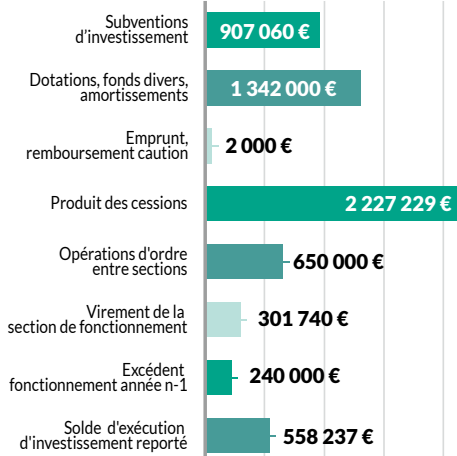 Subventions
d’investissement
907 060 €
Dotations, fonds divers,
amortissements
1 342 000 €
Emprunt,
remboursement caution
2 000 €
Produit des cessions
2 227 229 €
Opérations d'ordre
entre sections
650 000 €
Virement de la
section de fonctionnement
301 740 €
Excédent
fonctionnement année n-1
240 000 €
Solde d'exécution
d'investissement reporté
558 237 €